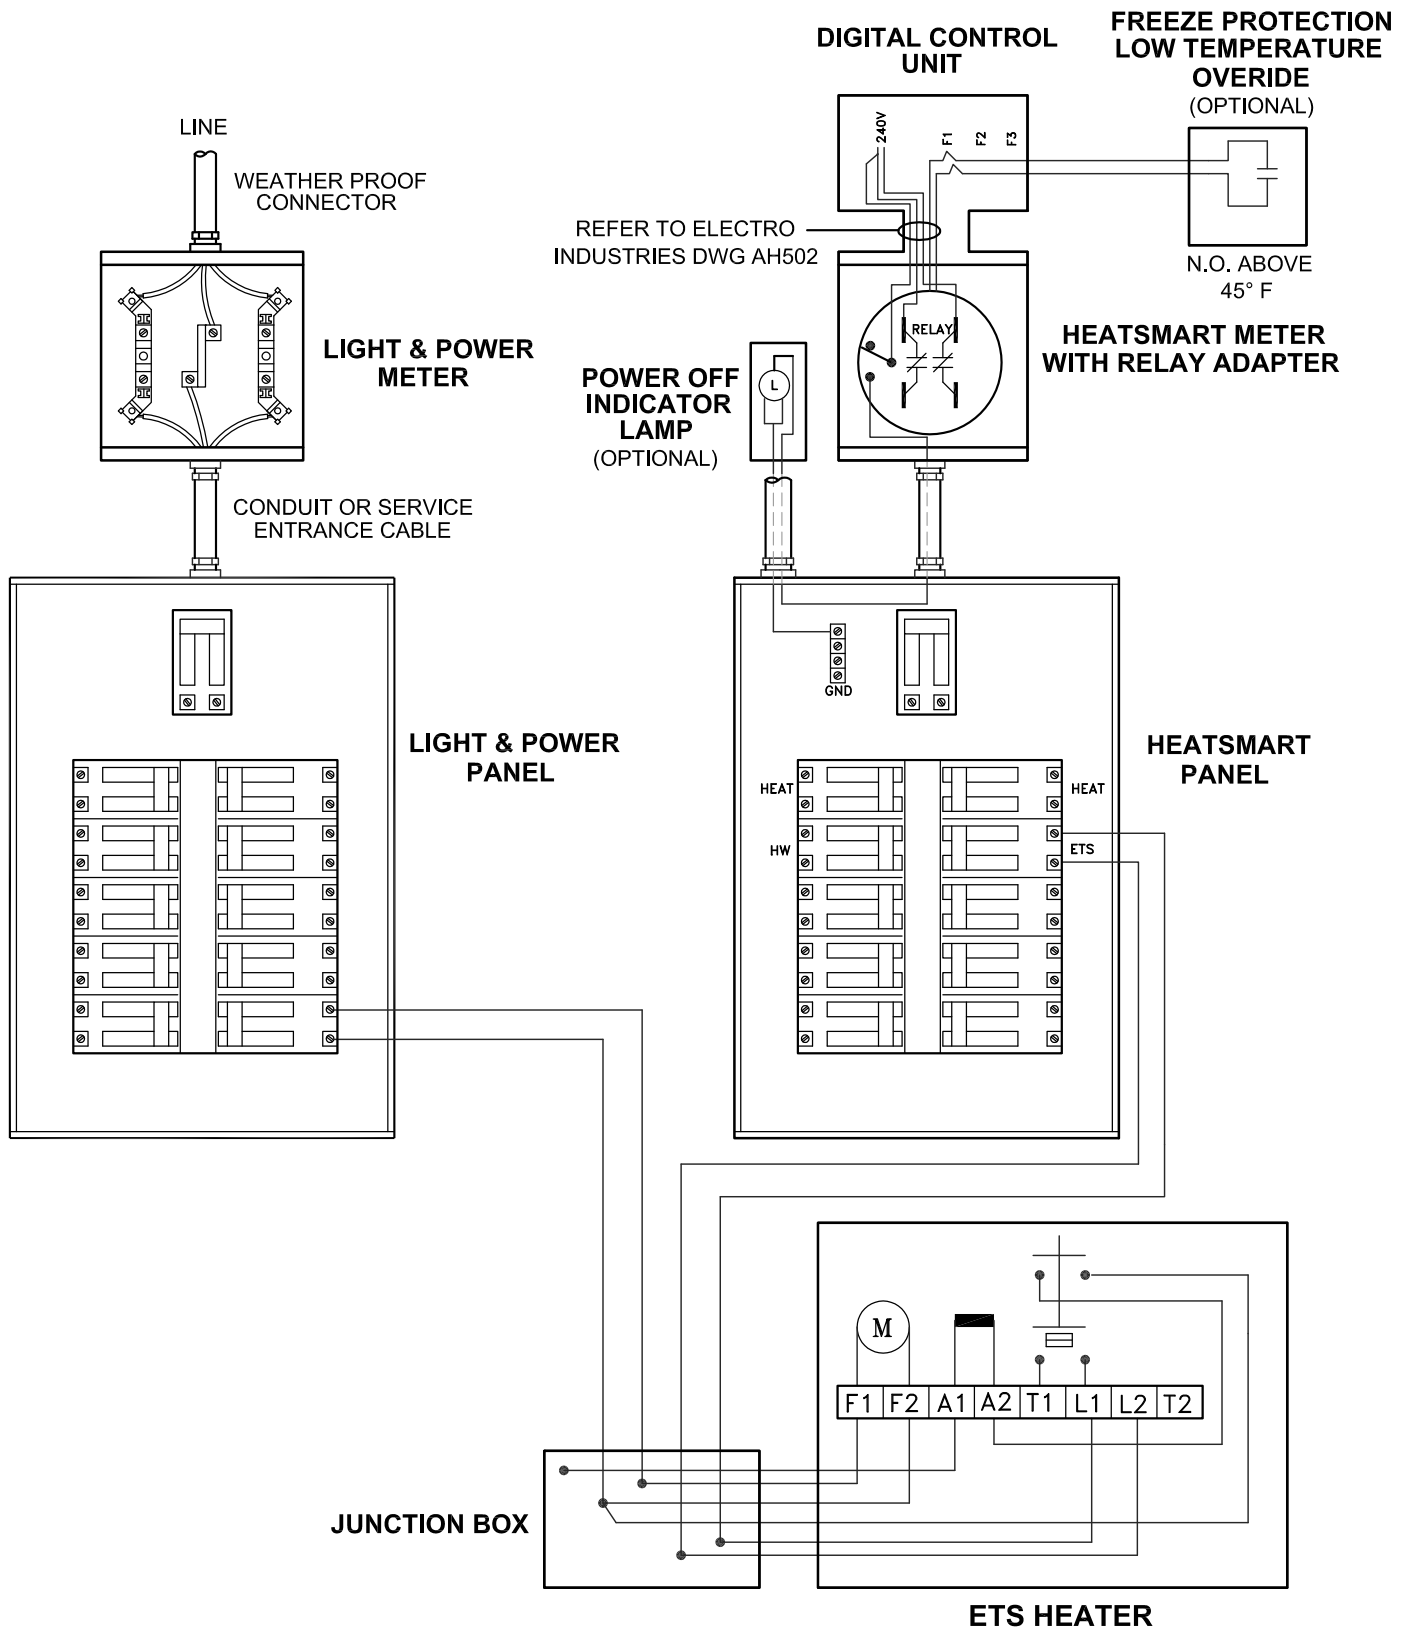 DIGITAL CONTROL
UNIT
FREEZE PROTECTION
LOW TEMPERATURE
OVERIDE
(OPTIONAL)
LINE
WEATHER PROOF
CONNECTOR
240V
F1
F2
F3
REFER TO ELECTRO
INDUSTRIES DWG AH502
N.O. ABOVE
45° F
LIGHT & POWER
METER
POWER OFF
INDICATOR
LAMP
(OPTIONAL)
L
RELAY
HEATSMART METER
WITH RELAY ADAPTER
CONDUIT OR SERVICE
ENTRANCE CABLE
GND
LIGHT & POWER
PANEL
HEAT
HW
HEAT
ETS
HEATSMART
PANEL
M
F1 F2 A1 A2 T1 L1 L2 T2
JUNCTION BOX
ETS HEATER